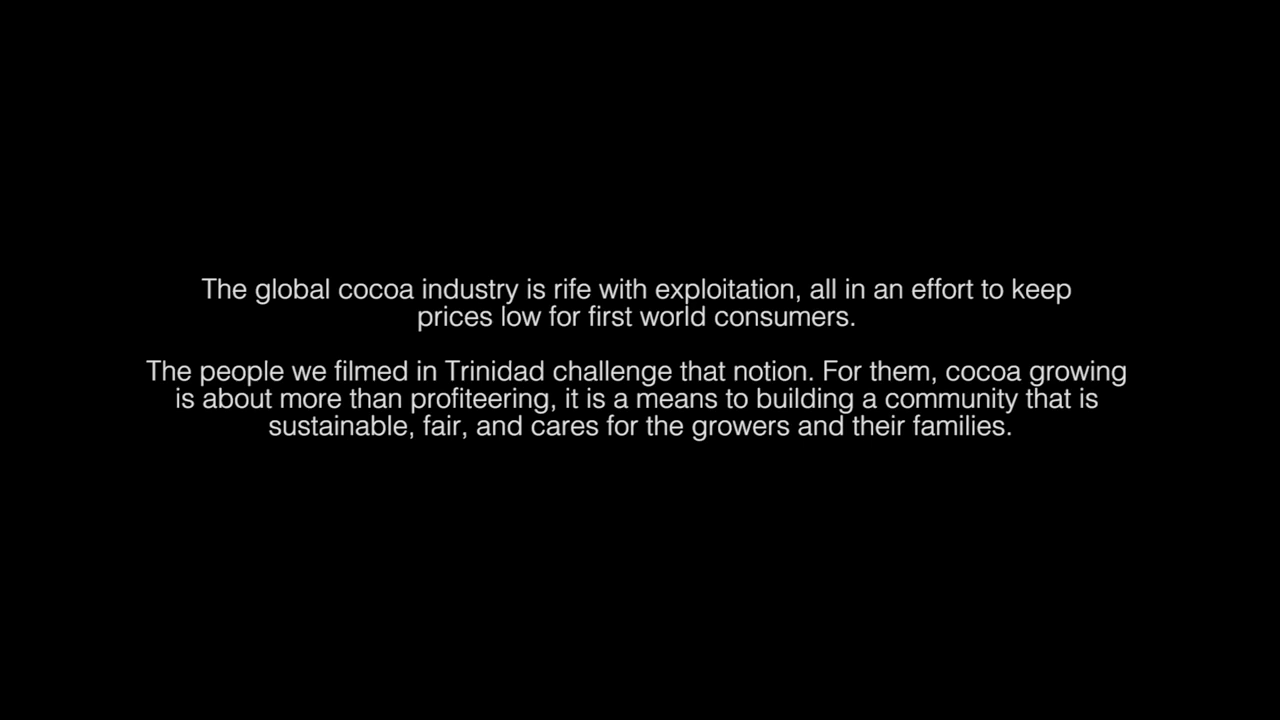 The global cocoa industry is rife with exploitation, all in an effort to keep
prices low for first world consumers.
The people we filmed in Trinidad challenge that notion. For them, cocoa growing
is about more than profiteering, it is a means to building a community that is
sustainable, fair, and cares for the growers and their families.